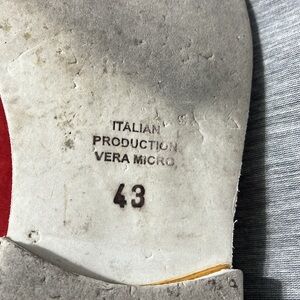 ITALIAN
PRODUCTION
VERA MICRO
43